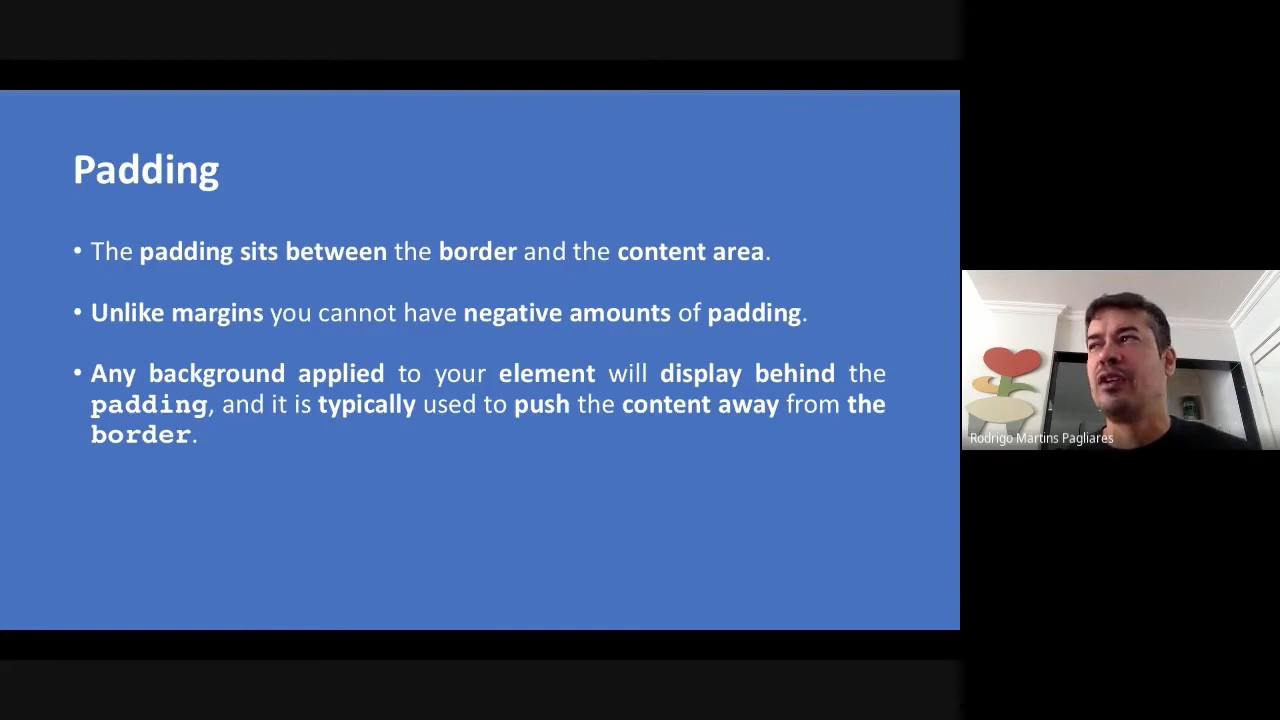 Padding
• The padding sits between the border and the content area.
• Unlike margins you cannot have negative amounts of padding.
• Any background applied to your element will display behind the
padding, and it is typically used to push the content away from the
border.
Rodrigo Martins Pagliares